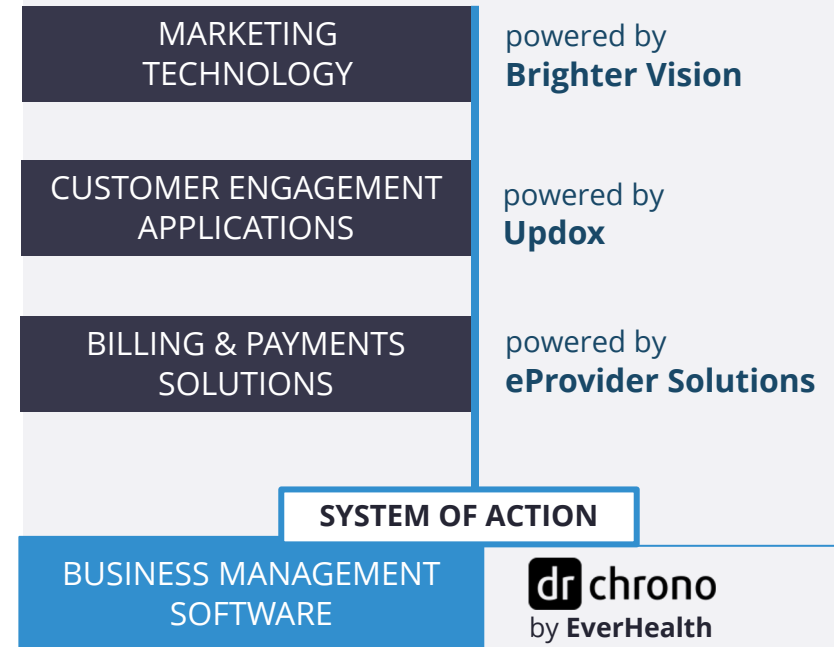 MARKETING
TECHNOLOGY
powered by
Brighter Vision
CUSTOMER ENGAGEMENT
APPLICATIONS
powered by
Updox
BILLING & PAYMENTS
SOLUTIONS
powered by
eProvider Solutions
SYSTEM OF ACTION
BUSINESS MANAGEMENT
SOFTWARE
dr chrono
by EverHealth